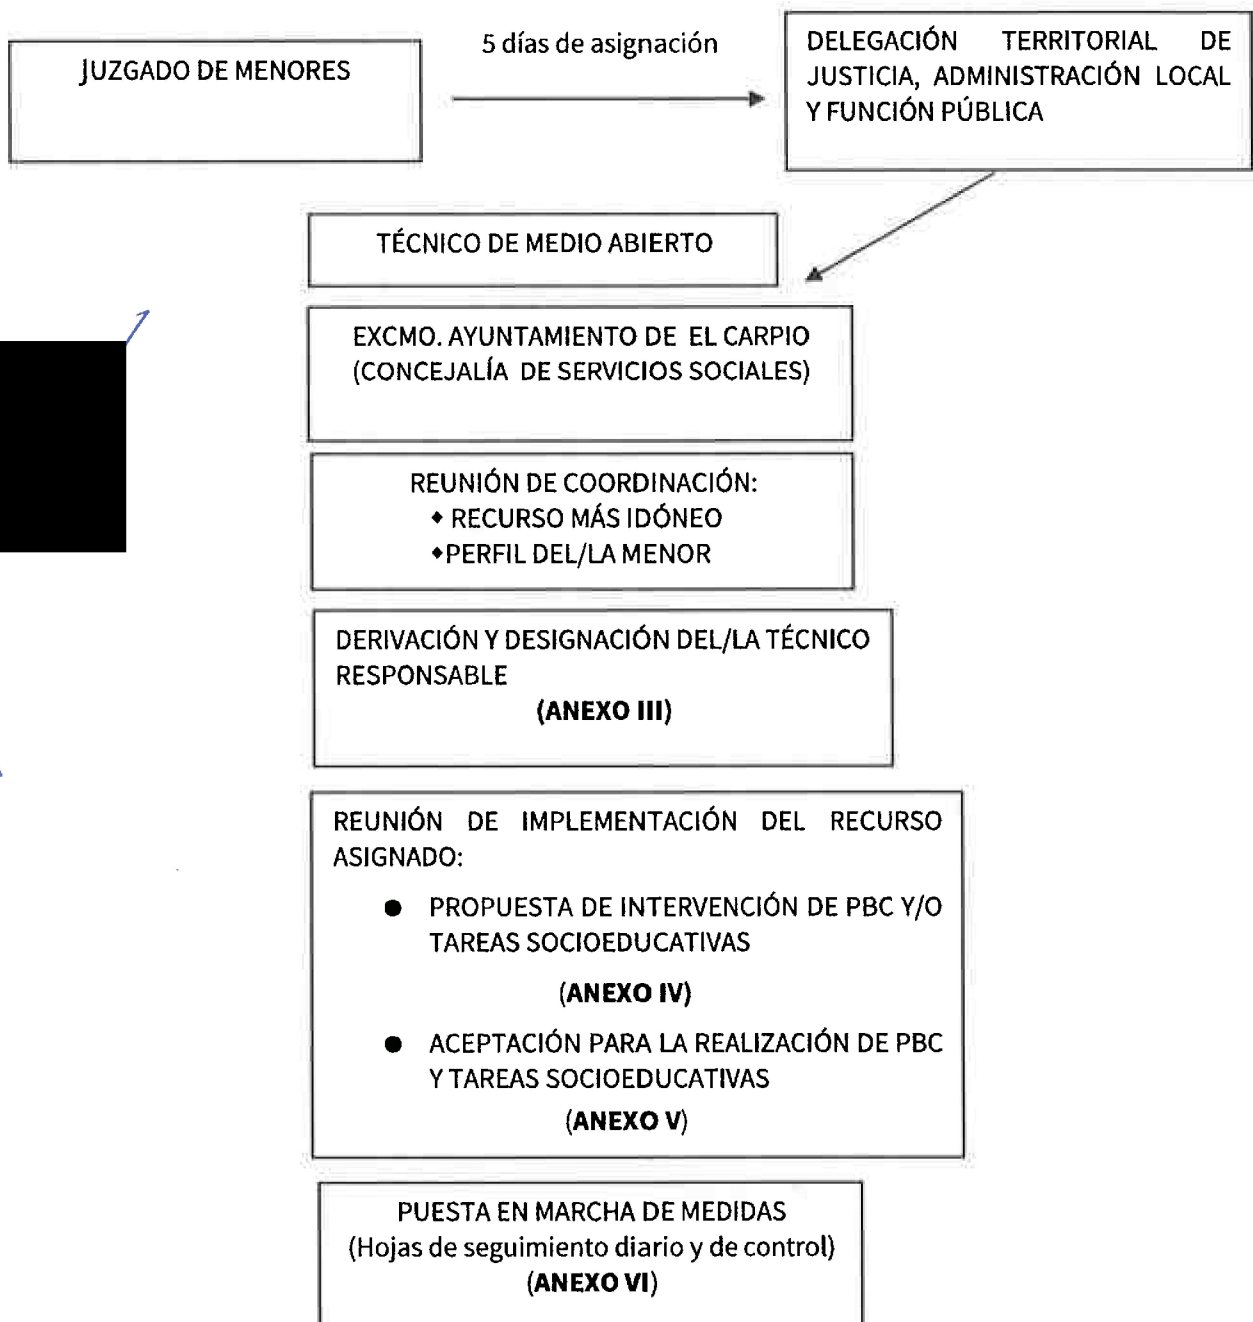 JUZGADO DE MENORES
5 días de asignación
DELEGACIÓN TERRITORIAL DE
JUSTICIA, ADMINISTRACIÓN LOCAL
Y FUNCIÓN PÚBLICA
TÉCNICO DE MEDIO ABIERTO
EXCMO. AYUNTAMIENTO DE EL CARPIO
(CONCEJALÍA DE SERVICIOS SOCIALES)
REUNIÓN DE COORDINACIÓN:
♦ RECURSO MÁS IDÓNEO
♦PERFIL DEL/LA MENOR
DERIVACIÓN Y DESIGNACIÓN DEL/LA TÉCNICO
RESPONSABLE
(ANEXO III)
REUNIÓN DE IMPLEMENTACIÓN DEL RECURSO
ASIGNADO:
● PROPUESTA DE INTERVENCIÓN DE PBC Y/O
TAREAS SOCIOEDUCATIVAS
(ANEXO IV)
● ACEPTACIÓN PARA LA REALIZACIÓN DE PBC
Y TAREAS SOCIOEDUCATIVAS
(ANEXO V)
PUESTA EN MARCHA DE MEDIDAS
(Hojas de seguimiento diario y de control)
(ANEXO VI)